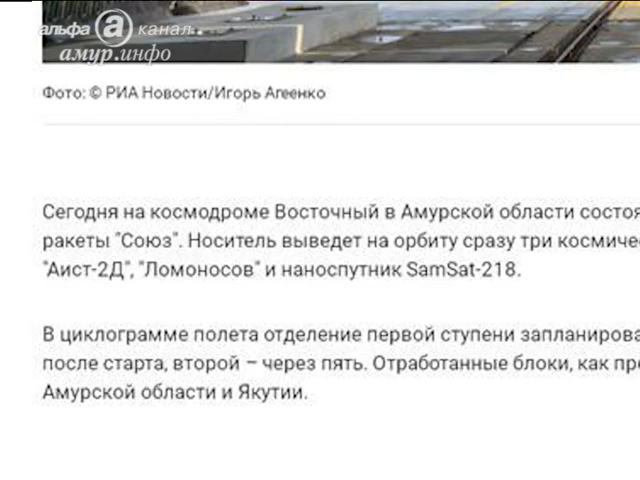 альфа а канал
амур.инфо
Фото: © РИА Новости/Игорь Агеенко
Сегодня на космодроме Восточный в Амурской области состоя
ракеты "Союз". Носитель выведет на орбиту сразу три космиче
"Аист-2Д", "Ломоносов" и наноспутник SamSat-218.
В циклограмме полета отделение первой ступени запланирова
после старта, второй – через пять. Отработанные блоки, как пр
Амурской области и Якутии.